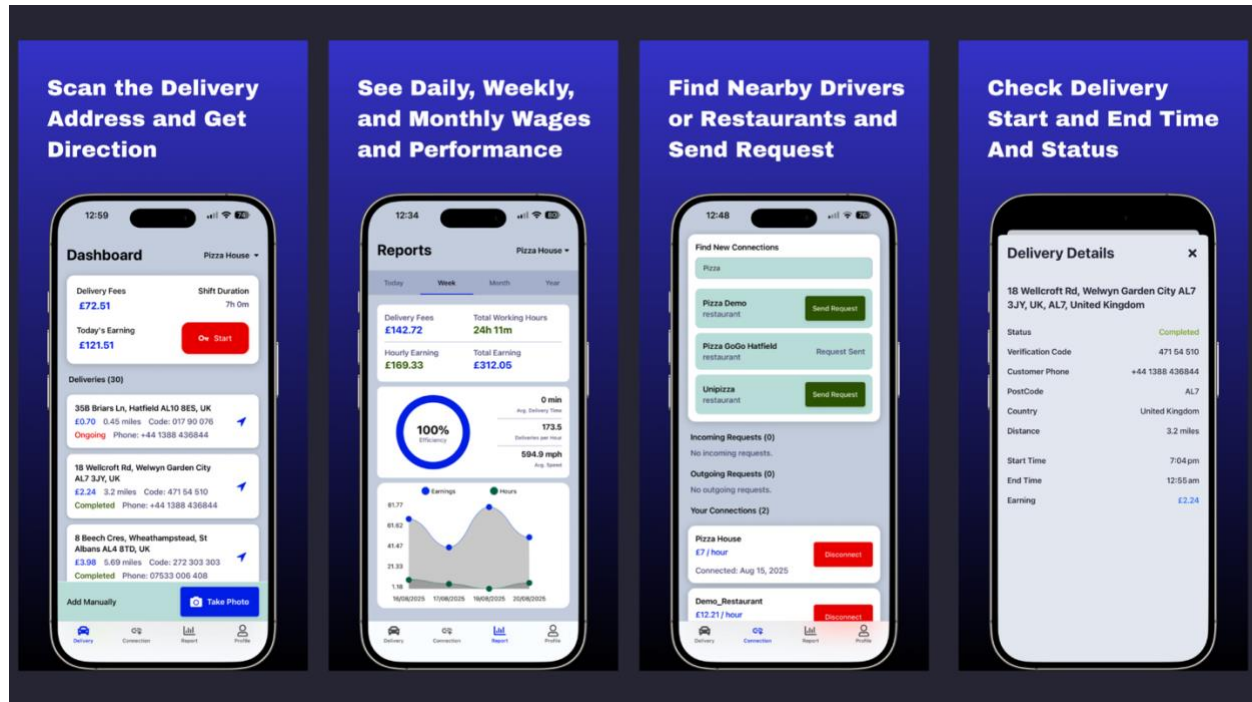 Scan the Delivery
Address and Get
Direction
12:59
74
Dashboard
Pizza House
Delivery Fees
Shift Duration
£72.51
7h 0m
Today's Earning
£121.51
Start
Deliveries (30)
35B Briars Ln, Hatfield AL10 8ES, UK
£0.70 0.45 miles Code: 017 90 076
Ongoing Phone: +44 1388 436844
18 Wellcroft Rd, Welwyn Garden City
AL7 3JY, UK
£2.24 3.2 miles Code: 471 54 510
Completed Phone: +44 1388 436844
8 Beech Cres, Wheathampstead, St
Albans AL4 8TD, UK
£3.98 5.69 miles Code: 272 303 303
Completed Phone: 07533 006 408
Add Manually
Take Photo
Delivery Connection Report Profile
See Daily, Weekly,
and Monthly Wages
and Performance
12:34
80
Reports
Pizza House
Today Week Month Year
Delivery Fees Total Working Hours
£142.72 24h 11m
Hourly Earning Total Earning
£169.33 £312.05
100%
Efficiency
0 min
Avg. Delivery Time
173.5
Deliveries per Hour
594.9 mph
Avg. Speed
Earnings Hours
81.77
61.62
41.47
21.33
1.18
16/08/2025 17/08/2025 19/08/2025 20/08/2025
Delivery Connection Report Profile
Find Nearby Drivers
or Restaurants and
Send Request
12:48
Find New Connections
Pizza
Pizza Demo
restaurant
Send Request
Pizza GoGo Hatfield
restaurant
Request Sent
Unipizza
restaurant
Send Request
Incoming Requests (0)
No incoming requests.
Outgoing Requests (0)
No outgoing requests.
Your Connections (2)
Pizza House
£7 / hour
Disconnect
Connected: Aug 15, 2025
Demo_Restaurant
£12.21 / hour
Disconnect
Delivery Connection Report Profile
Check Delivery
Start and End Time
And Status
Delivery Details
18 Wellcroft Rd, Welwyn Garden City AL7
3JY, UK, AL7, United Kingdom
Status Completed
Verification Code 471 54 510
Customer Phone +44 1388 436844
PostCode AL7
Country United Kingdom
Distance 3.2 miles
Start Time 7:04 pm
End Time 12:55 am
Earning £2.24